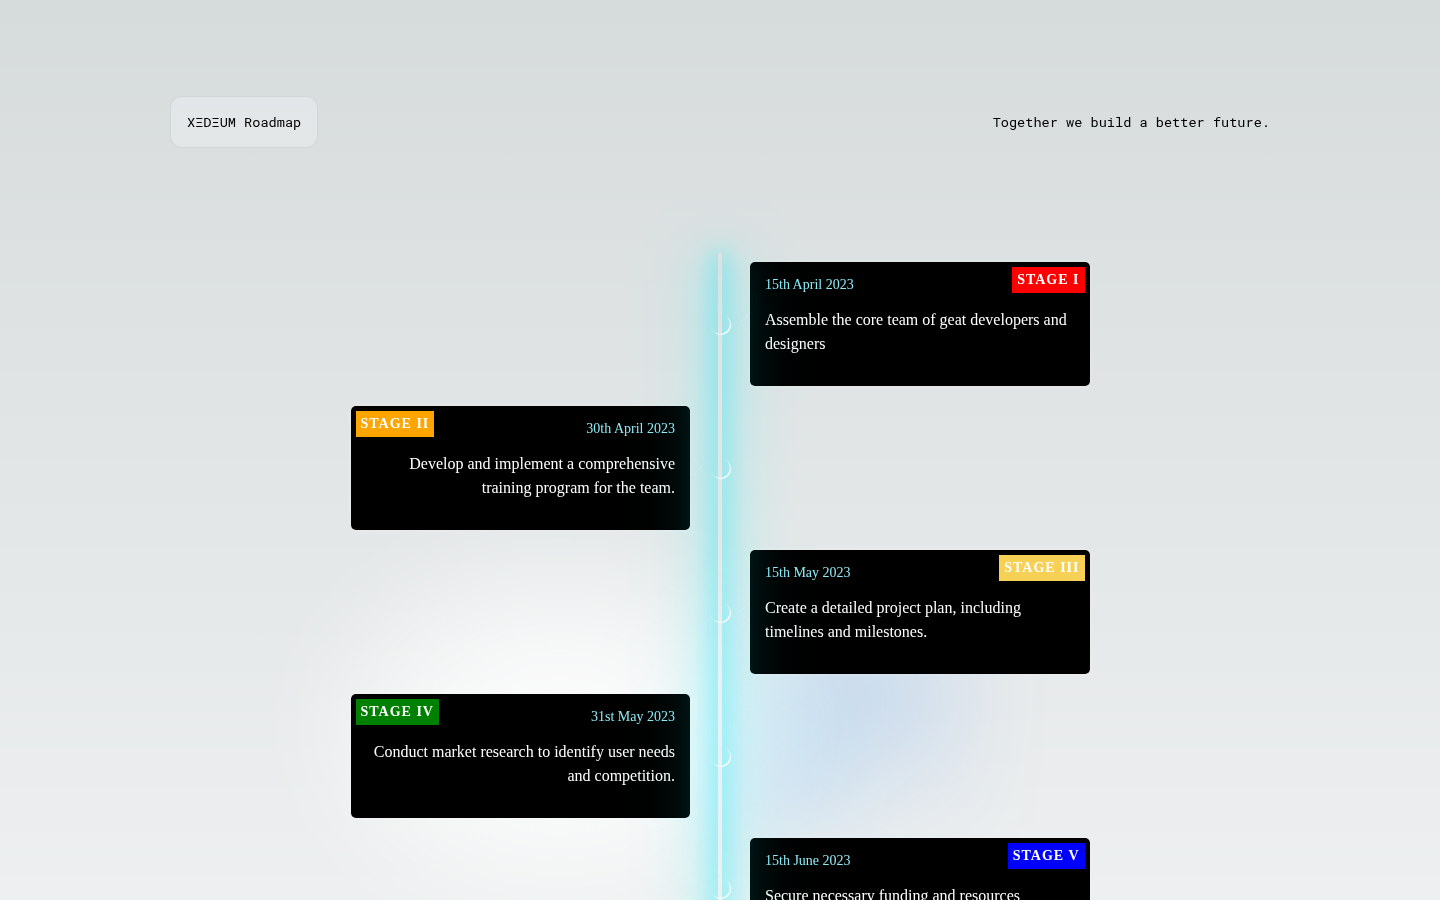 XΞDΞUM Roadmap
Together we build a better future.
15th April 2023
STAGE I
Assemble the core team of geat developers and
designers
STAGE II
30th April 2023
Develop and implement a comprehensive
training program for the team.
15th May 2023
STAGE III
Create a detailed project plan, including
timelines and milestones.
STAGE IV
31st May 2023
Conduct market research to identify user needs
and competition.
15th June 2023
STAGE V
Secure necessary funding and resources